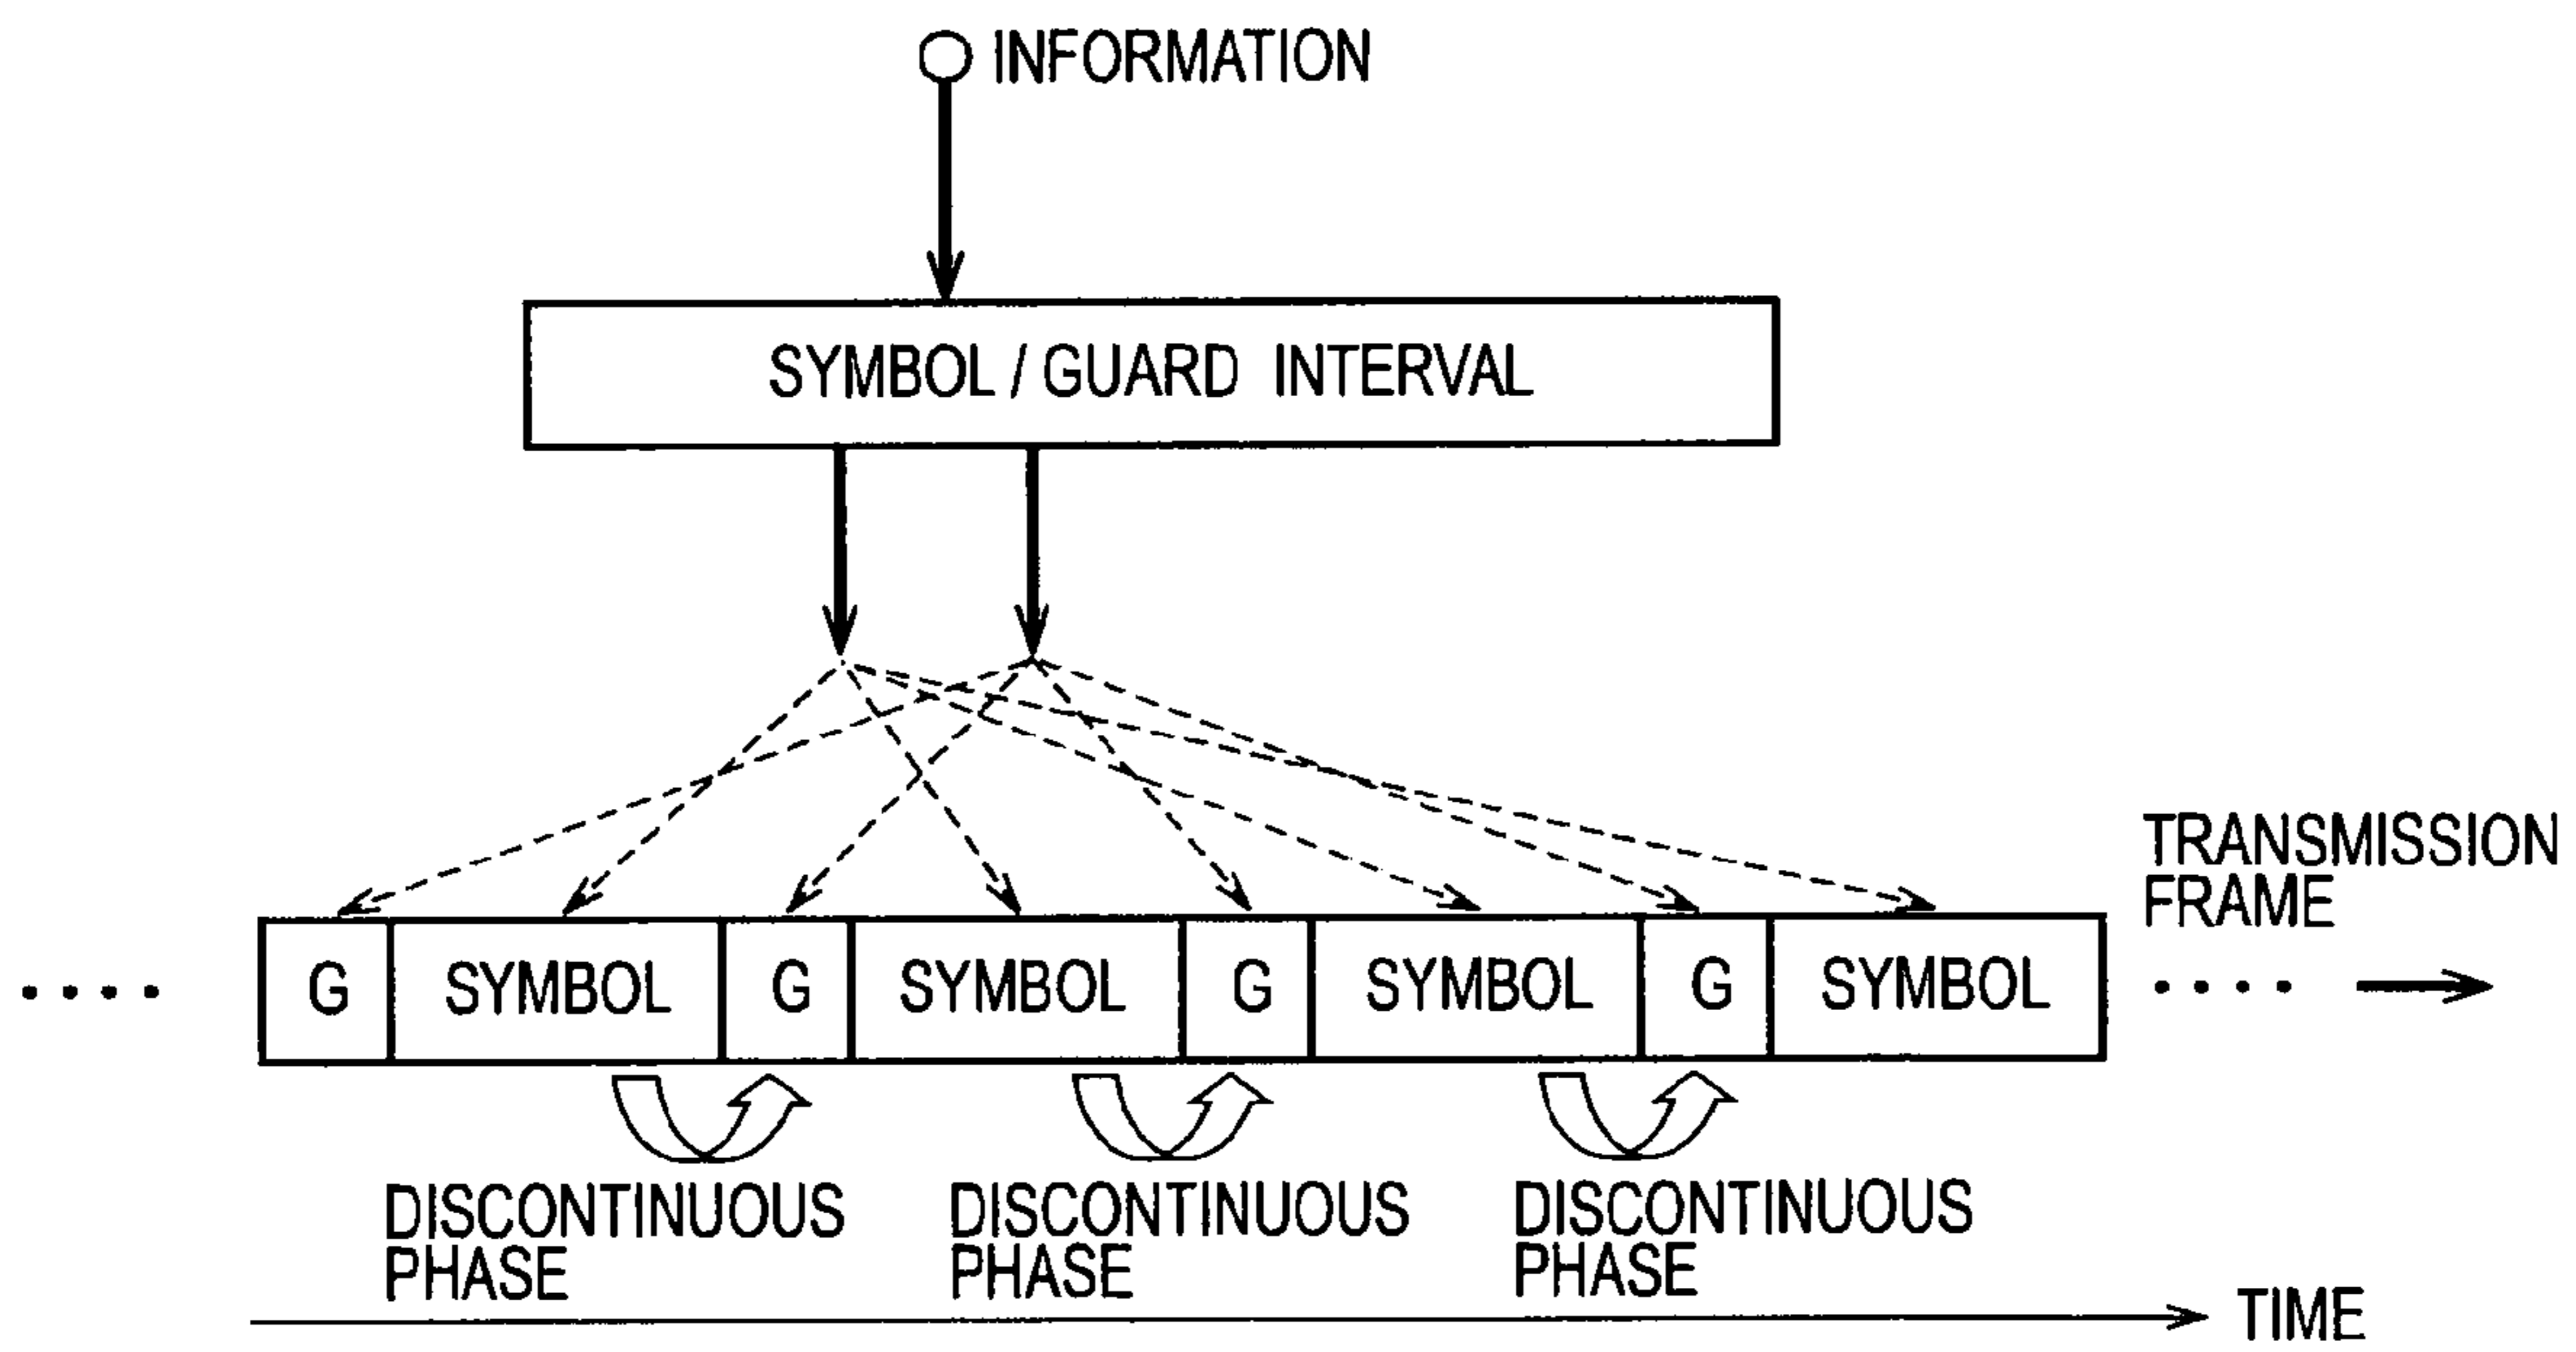 INFORMATION
SYMBOL / GUARD INTERVAL
TRANSMISSION
FRAME
. . . . G SYMBOL G SYMBOL G SYMBOL G SYMBOL . . . .
DISCONTINUOUS DISCONTINUOUS DISCONTINUOUS
PHASE PHASE PHASE
TIME